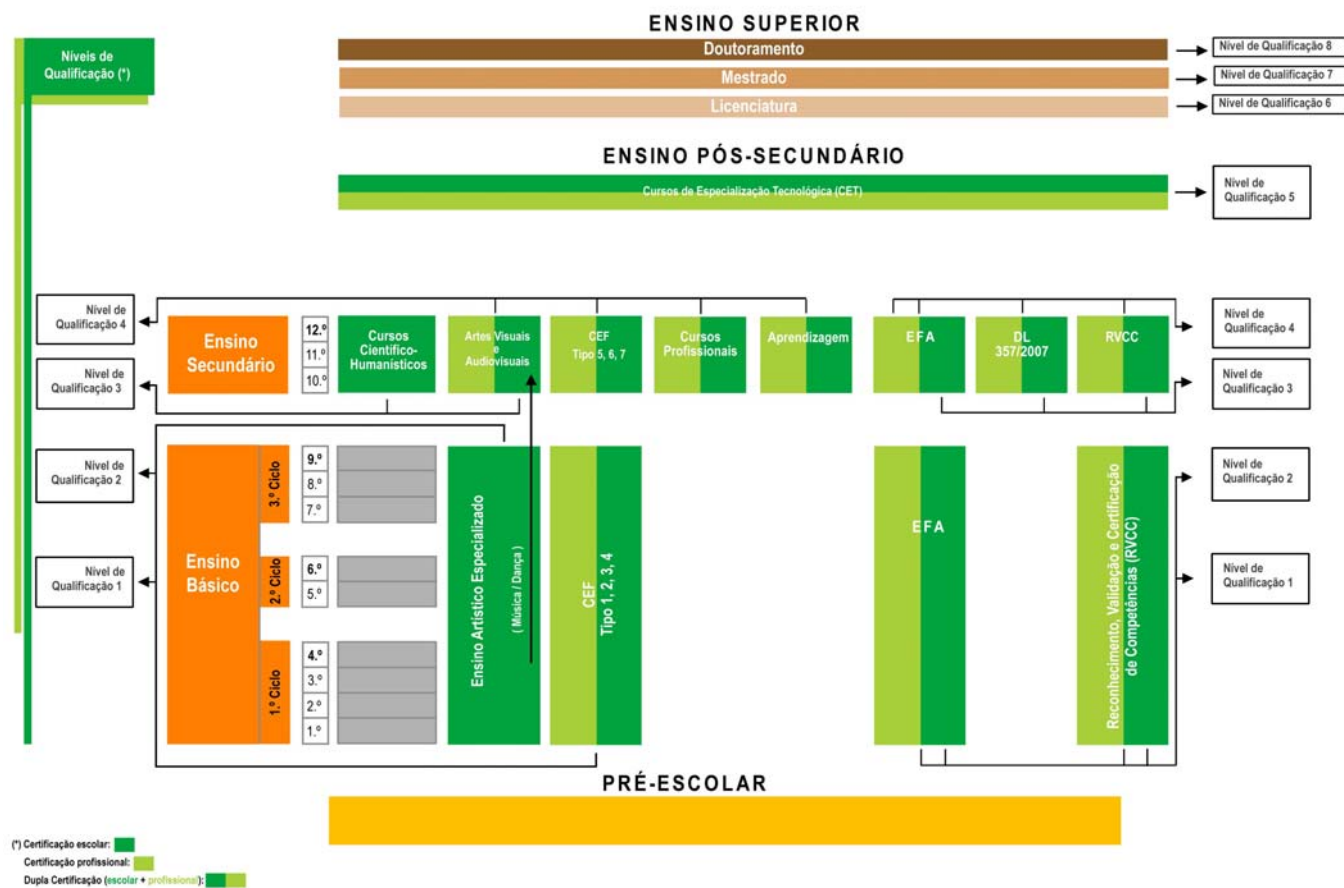 ENSINO SUPERIOR
Níveis de
Qualificação (*)
Doutoramento
Nível de Qualificação 8
Mestrado
Nível de Qualificação 7
Licenciatura
Nível de Qualificação 6
ENSINO PÓS-SECUNDÁRIO
Cursos de Especialização Tecnológica (CET)
Nível de
Qualificação 5
Nível de
Qualificação 4
Nível de
Qualificação 3
Ensino
Secundário
12.º
11.º
10.º
Cursos
Científico-
Humanísticos
Artes Visuais
e
Audiovisuais
CEF
Tipo 5, 6, 7
Cursos
Profissionais
Aprendizagem
EFA
DL
357/2007
RVCC
Nível de
Qualificação 4
Nível de
Qualificação 3
Nível de
Qualificação 2
Nível de
Qualificação 1
Ensino
Básico
3.º Ciclo
9.º
8.º
7.º
2.º Ciclo
6.º
5.º
1.º Ciclo
4.º
3.º
2.º
1.º
Ensino Artístico Especializado
( Música / Dança )
CEF
Tipo 1, 2, 3, 4
EFA
Reconhecimento, Validação e Certificação
de Competências (RVCC)
Nível de
Qualificação 2
Nível de
Qualificação 1
PRÉ-ESCOLAR
(*) Certificação escolar:
Certificação profissional:
Dupla Certificação (escolar + profissional):